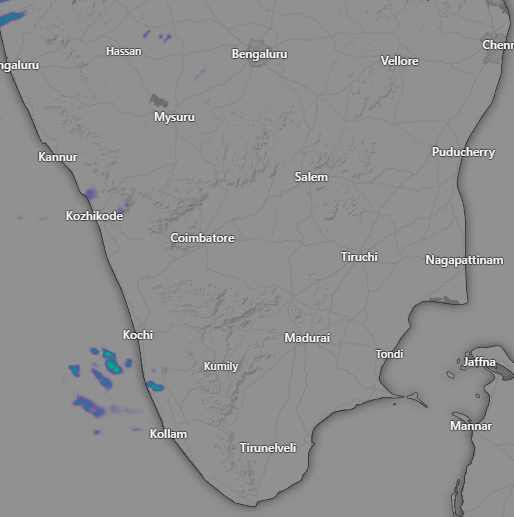 Hassan
Bengaluru
Chenn
ngaluru
Vellore
Mysuru
Kannur
Puducherry
Salem
Kozhikode
Coimbatore
Tiruchi
Nagapattinam
Kochi
Madurai
Tondi
Jaffna
Kumily
Mannar
Kollam
Tirunelveli